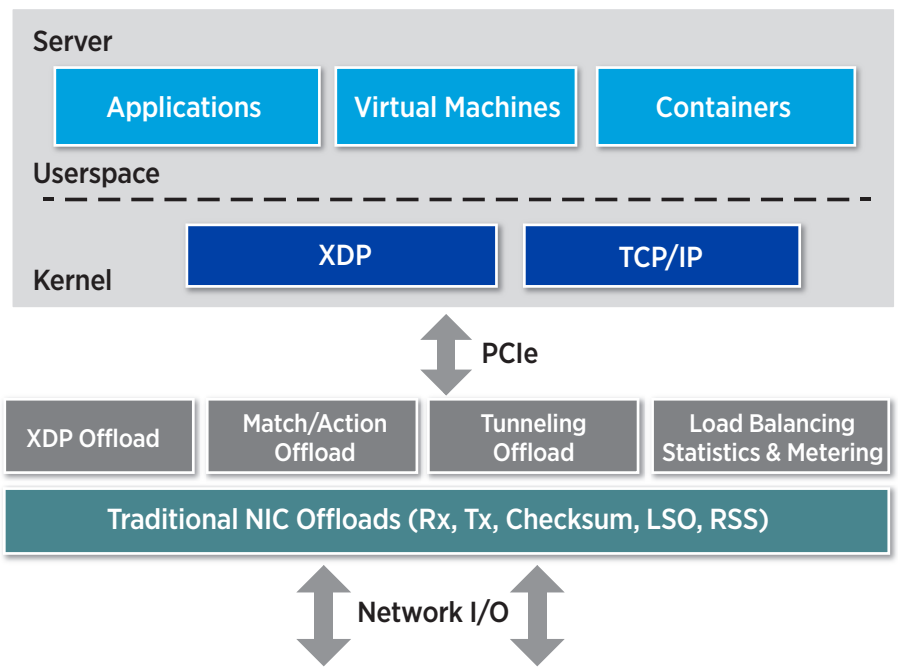 Server
Applications
Virtual Machines
Containers
Userspace
XDP
TCP/IP
Kernel
PCIe
XDP Offload
Match/Action
Offload
Tunneling
Offload
Load Balancing
Statistics & Metering
Traditional NIC Offloads (Rx, Tx, Checksum, LSO, RSS)
Network I/O